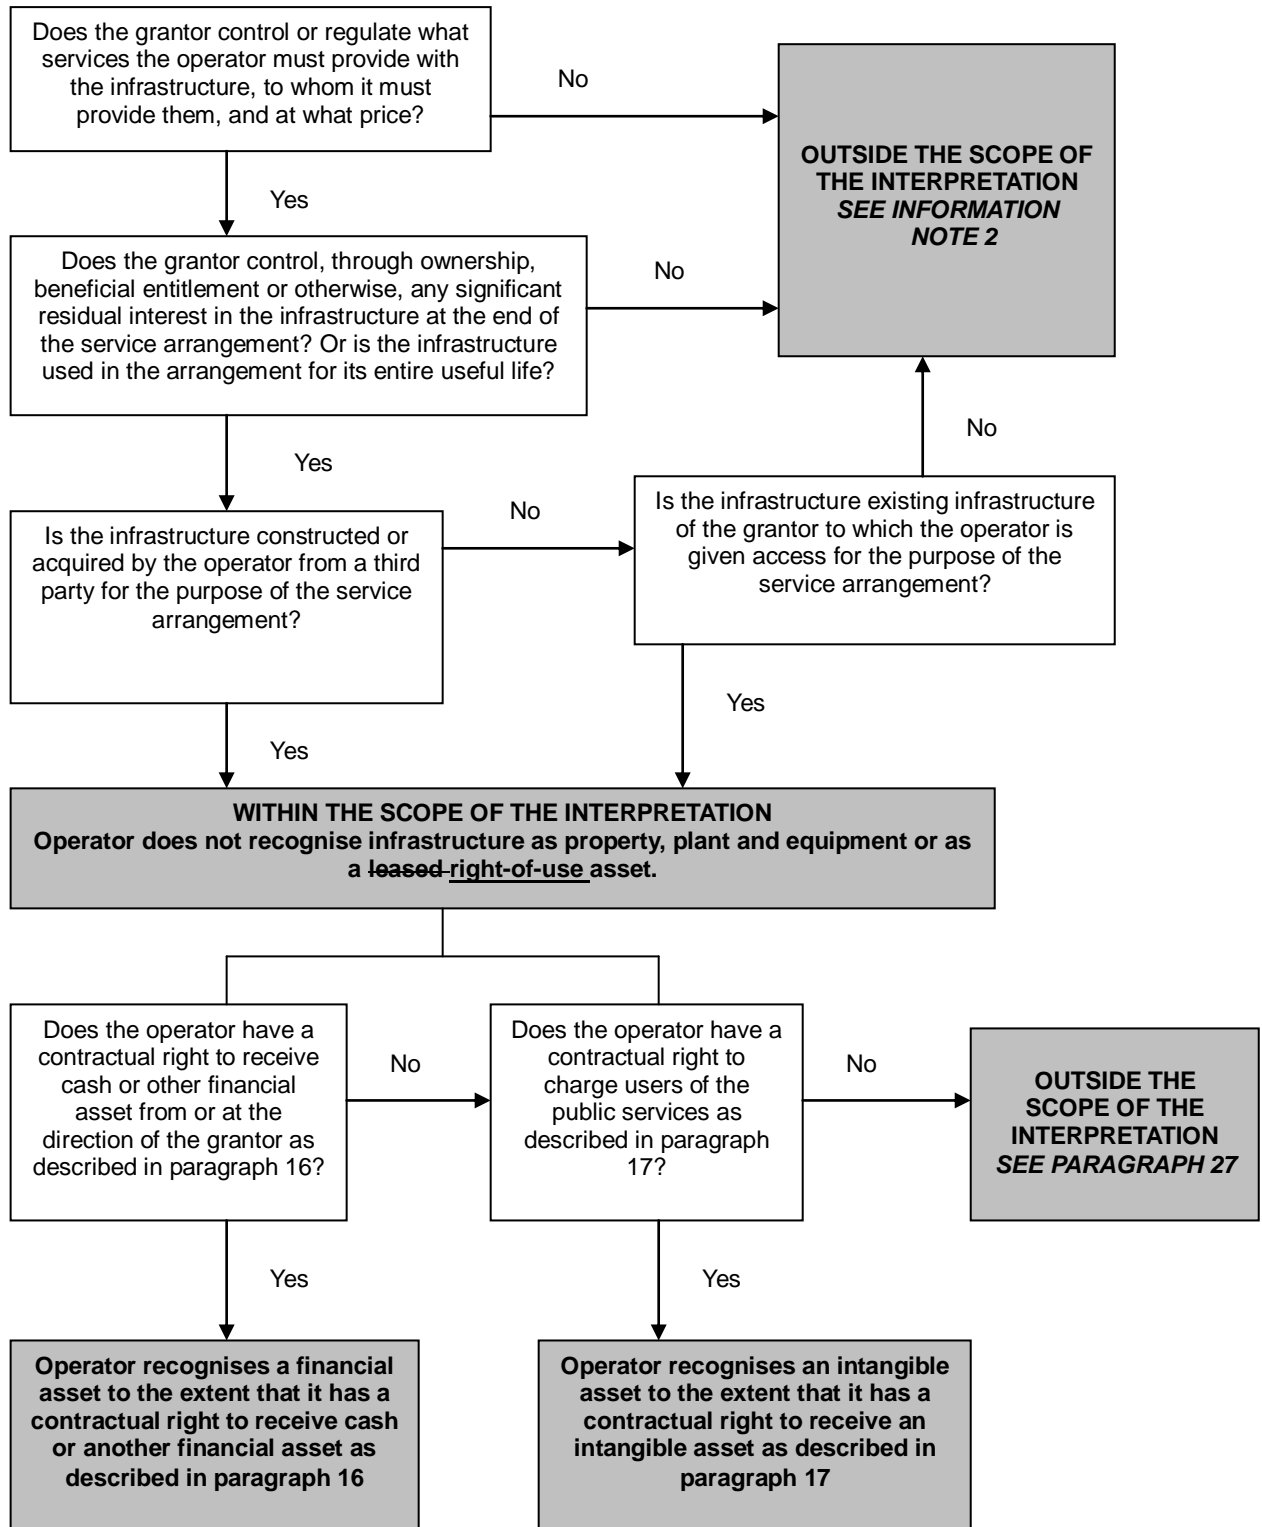 Does the grantor control or regulate what
services the operator must provide with
the infrastructure, to whom it must
provide them, and at what price?
No
OUTSIDE THE SCOPE OF
THE INTERPRETATION
SEE INFORMATION
NOTE 2
Yes
Does the grantor control, through ownership,
beneficial entitlement or otherwise, any significant
residual interest in the infrastructure at the end of
the service arrangement? Or is the infrastructure
used in the arrangement for its entire useful life?
No
No
Yes
Is the infrastructure constructed or
acquired by the operator from a third
party for the purpose of the service
arrangement?
No
Is the infrastructure existing infrastructure
of the grantor to which the operator is
given access for the purpose of the
service arrangement?
Yes
Yes
WITHIN THE SCOPE OF THE INTERPRETATION
Operator does not recognise infrastructure as property, plant and equipment or as
a leased right-of-use asset.
Does the operator have a
contractual right to receive
cash or other financial
asset from or at the
direction of the grantor as
described in paragraph 16?
No
Does the operator have a
contractual right to
charge users of the
public services as
described in paragraph
17?
No
OUTSIDE THE
SCOPE OF THE
INTERPRETATION
SEE PARAGRAPH 27
Yes
Yes
Operator recognises a financial
asset to the extent that it has a
contractual right to receive cash
or another financial asset as
described in paragraph 16
Operator recognises an intangible
asset to the extent that it has a
contractual right to receive an
intangible asset as described in
paragraph 17